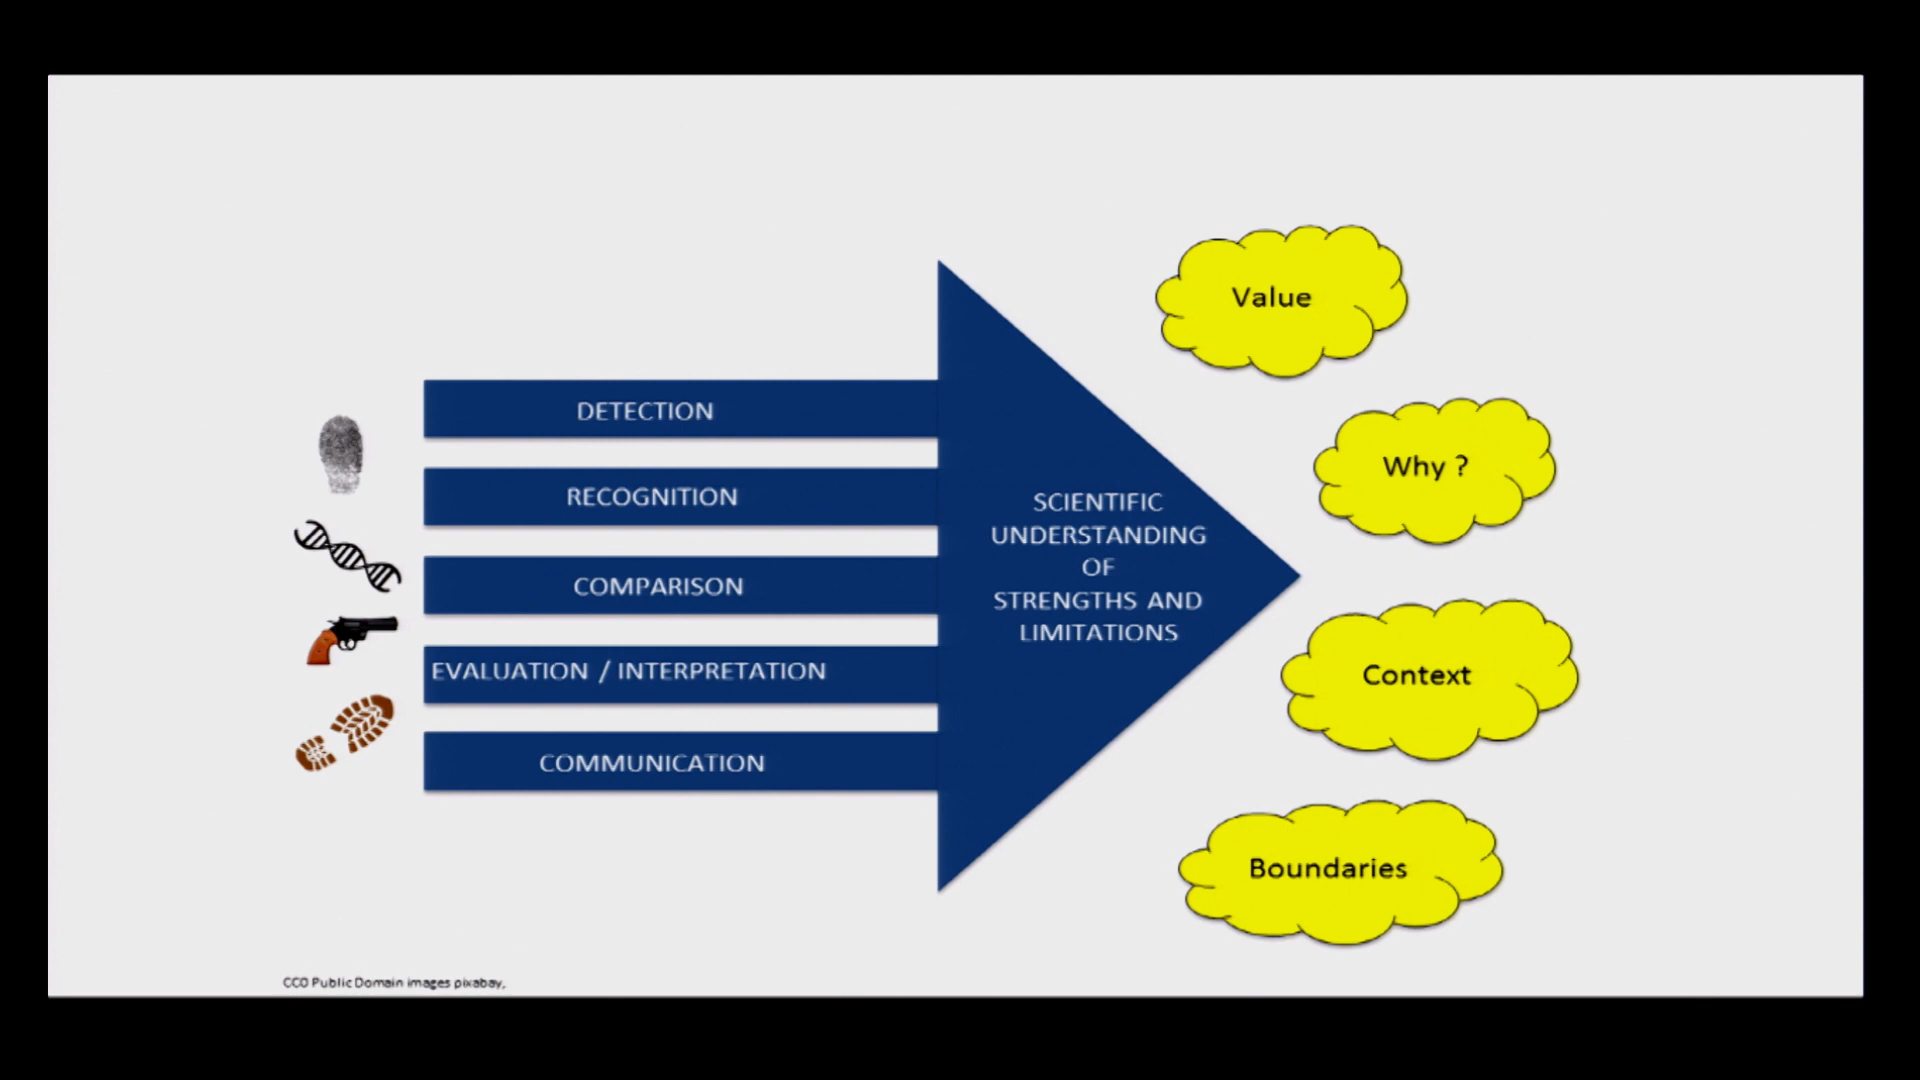 DETECTION
RECOGNITION
COMPARISON
EVALUATION / INTERPRETATION
COMMUNICATION
SCIENTIFIC
UNDERSTANDING
OF
STRENGTHS AND
LIMITATIONS
Value
Why ?
Context
Boundaries
CC0 Public Domain images pixabay,